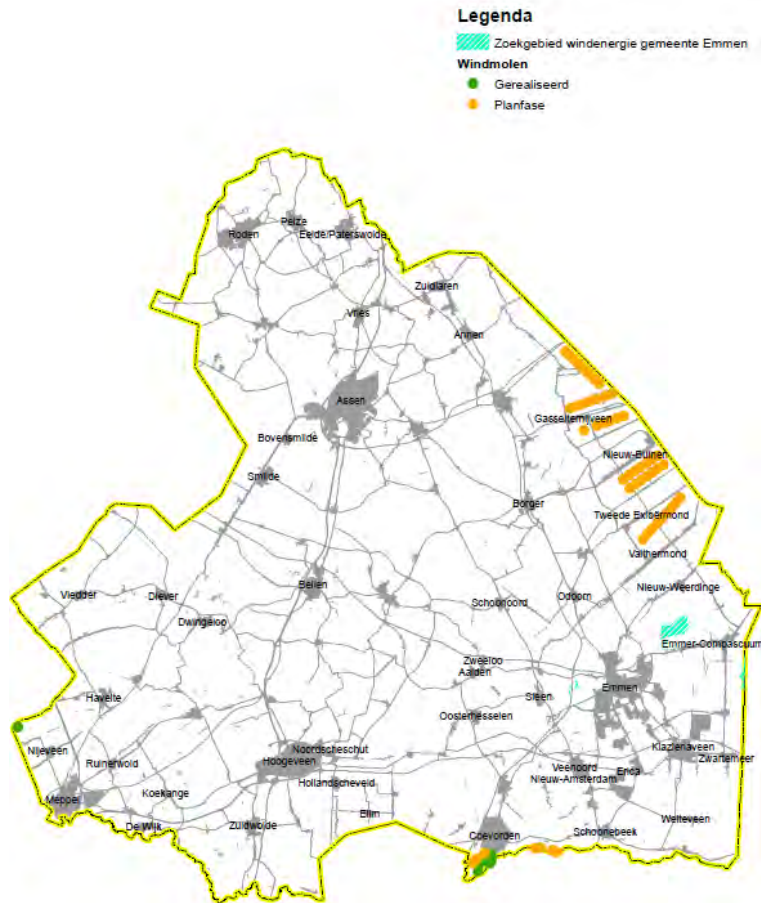 Legenda
Zoekgebied windenergie gemeente Emmen
Windmolen
Gerealiseerd
Planfase
Peize
Roden
Eelde/Paterswolde
Zuidlaren
Vries
Annen
Assen
Gasselternijveen
Bovensmilde
Nieuw-Buinen
Smilde
Borger
Tweede Exloërmond
Valthermond
Beilen
Nieuw-Weerdinge
Vledder
Diever
Odoorn
Schoonoord
Dwingeloo
Emmer-Compascuum
Zweeloo
Aalden
Emmen
Sleen
Havelte
Oosterhesselen
Nijeveen
Noordscheschut
Klazienaveen
Ruinerwold
Hoogeveen
Zwartemeer
Veenoord
Erica
Nieuw-Amsterdam
Hollandscheveld
Meppel
Koekange
Elim
Weiteveen
De Wijk
Zuidwolde
Coevorden
Schoonebeek